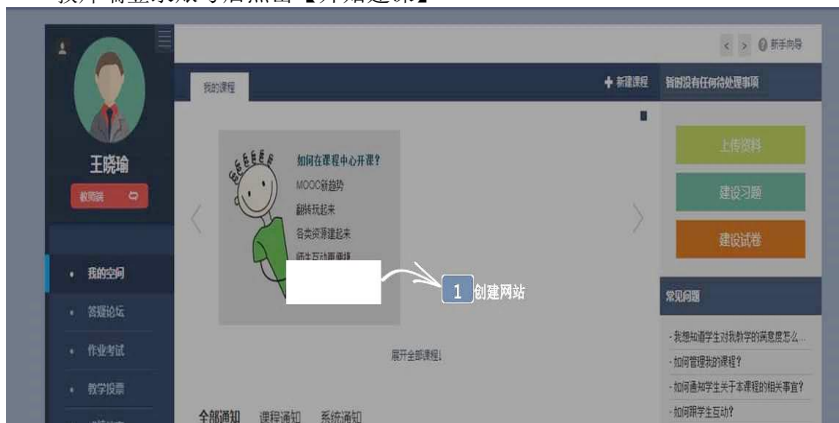 新手向导
我的课程
新建课程
暂时没有任何待处理事项
王晓瑜
教师端
如何在课程中心开课?
MOOC新趋势
翻转玩起来
各类资源建起来
师生互动更便捷
上传资料
建设习题
建设试卷
1 创建网站
我的空间
答疑论坛
作业考试
教学投票
展开全部课程
常见问题
·我想知道学生对我教学的满意度怎么...
·如何管理我的课程?
·如何通知学生关于本课程的相关事宜?
·如何跟学生互动?
全部通知 课程通知 系统通知